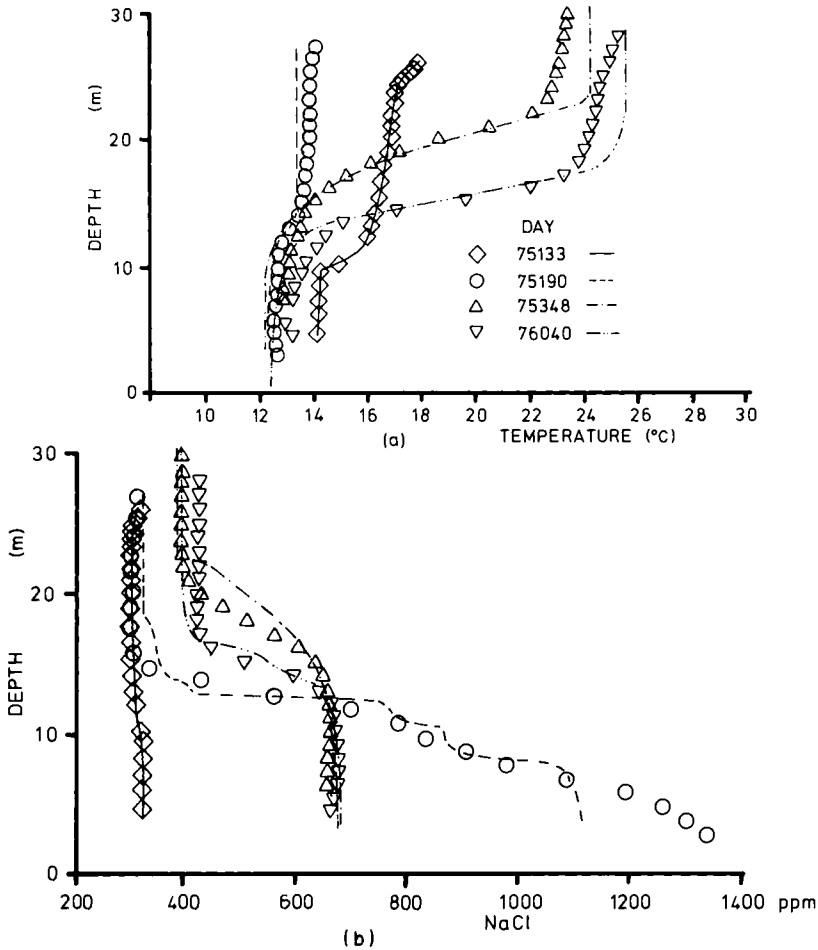 (m)
DEPTH
20
10
0
DAY
75133
75190
75348
76040
10 12 14 16 18 20 22 24 26 28 30
(a) TEMPERATURE (°C)
30
(m)
20
DEPTH
10
0
200 400 600 800 1000 1200 1400 ppm
NaCl
(b)
30